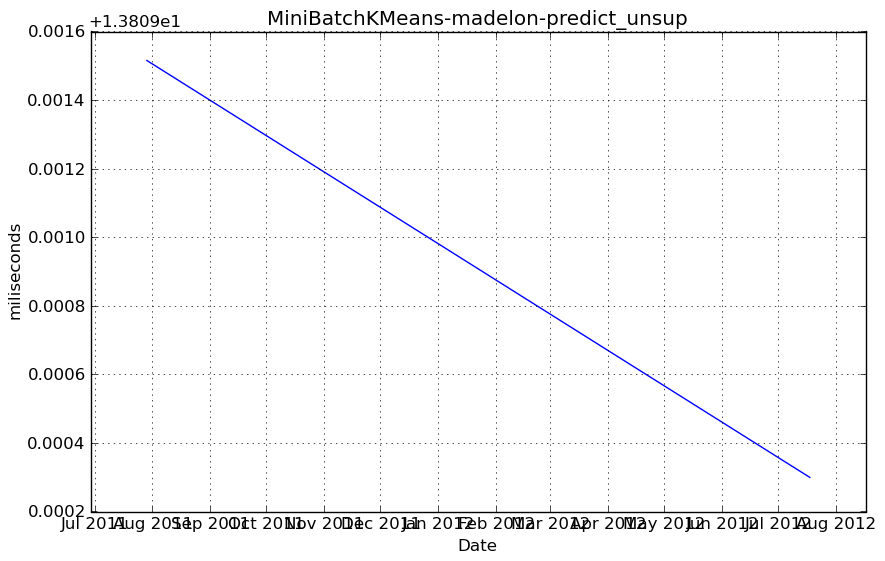 MiniBatchKMeans-madelon-predict_unsup
+1.3809e1
0.0016
0.0014
0.0012
0.0010
0.0008
0.0006
0.0004
0.0002
miliseconds
Jul 2011 Aug 2011 Sep 2011 Oct 2011 Nov 2011 Dec 2011 Jan 2012 Feb 2012 Mar 2012 Apr 2012 May 2012 Jun 2012 Jul 2012 Aug 2012
Date